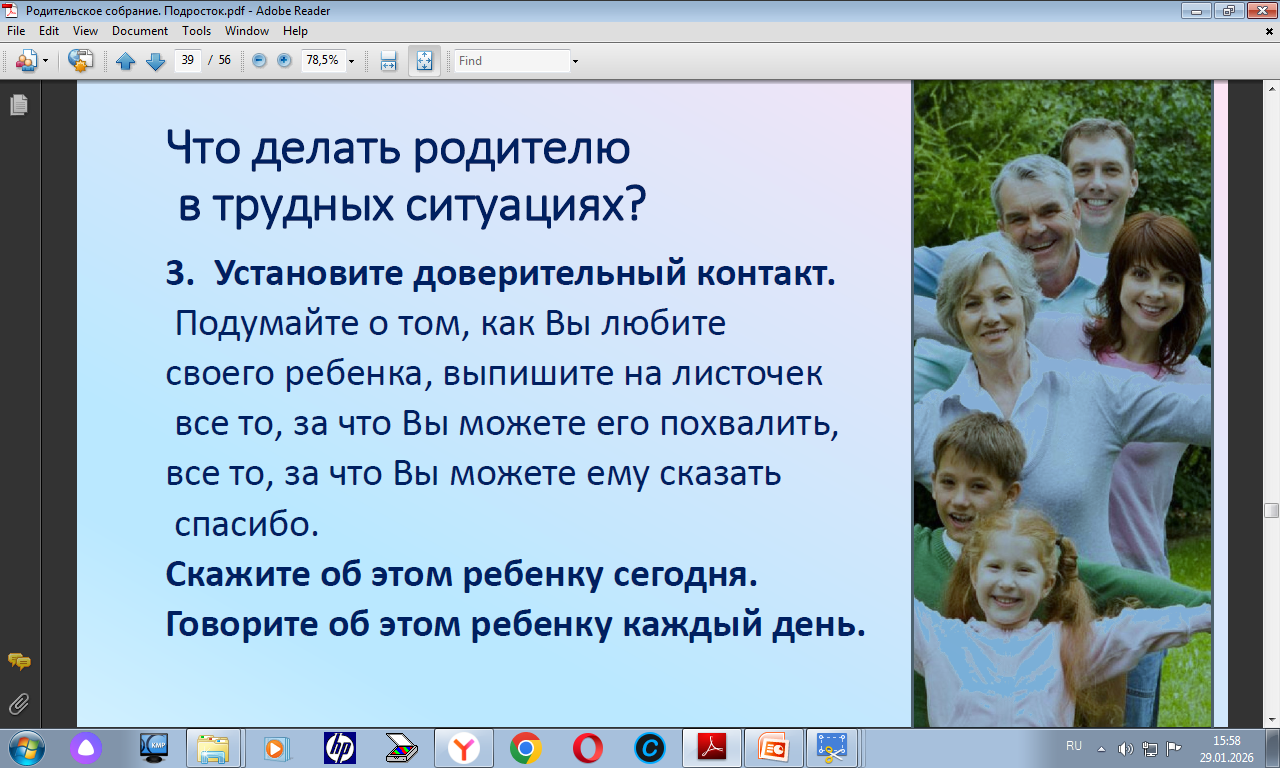 Родительское собрание. Подросток.pdf - Adobe Reader
File Edit View Document Tools Window Help
39 / 56 78,5% Find
Что делать родителю
в трудных ситуациях?
3. Установите доверительный контакт.
Подумайте о том, как Вы любите
своего ребенка, выпишите на листочек
все то, за что Вы можете его похвалить,
все то, за что Вы можете ему сказать
спасибо.
Скажите об этом ребенку сегодня.
Говорите об этом ребенку каждый день.
KMP
hp
RU
15:58
29.01.2026